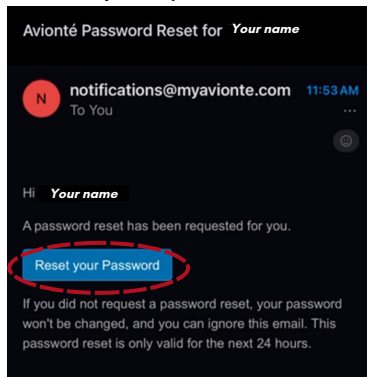 Avionté Password Reset for Your name
N
notifications@myavionte.com 11:53 AM
To You
Hi Your name
A password reset has been requested for you.
Reset your Password
If you did not request a password reset, your password
won't be changed, and you can ignore this email. This
password reset is only valid for the next 24 hours.